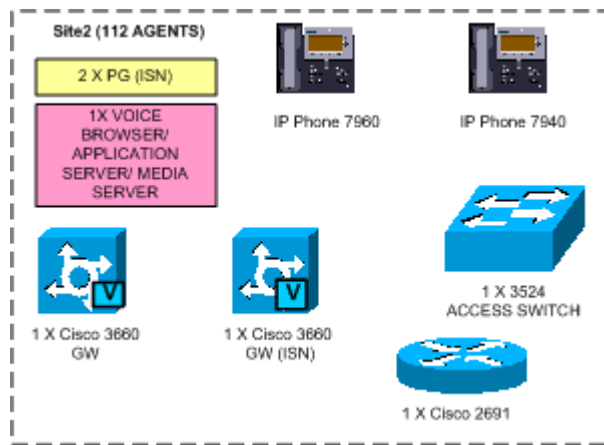 Site2 (112 AGENTS)
2 X PG (ISN)
1X VOICE
BROWSER/
APPLICATION
SERVER/ MEDIA
SERVER
IP Phone 7960
IP Phone 7940
V
V
1 X Cisco 3660
GW
1 X Cisco 3660
GW (ISN)
1 X 3524
ACCESS SWITCH
1 X Cisco 2691